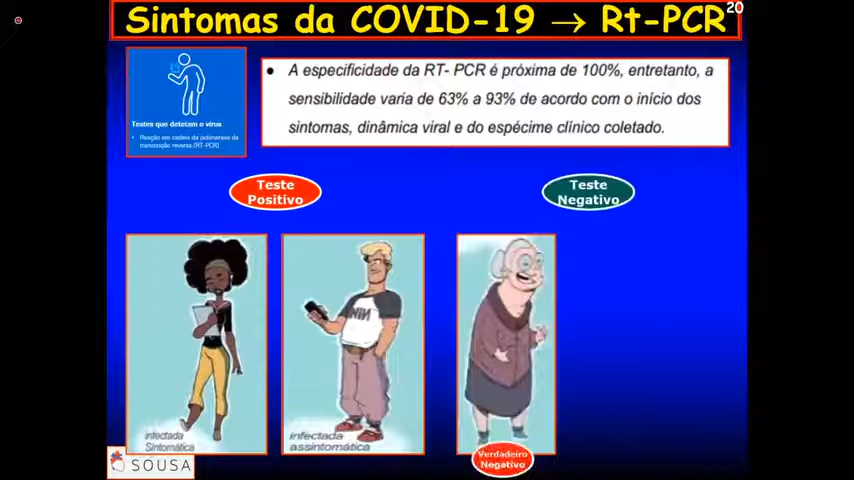 Sintomas da COVID-19 → Rt-PCR
20
Testes que detectam o vírus
• Reação em cadeia da polimerase da
transcrição reversa (RT-PCR)
• A especificidade da RT- PCR é próxima de 100%, entretanto, a
sensibilidade varia de 63% a 93% de acordo com o início dos
sintomas, dinâmica viral e do espécime clínico coletado.
Teste
Positivo
Teste
Negativo
infectada
Sintomática
infectada
assintomática
Verdadeiro
Negativo
SOUSA